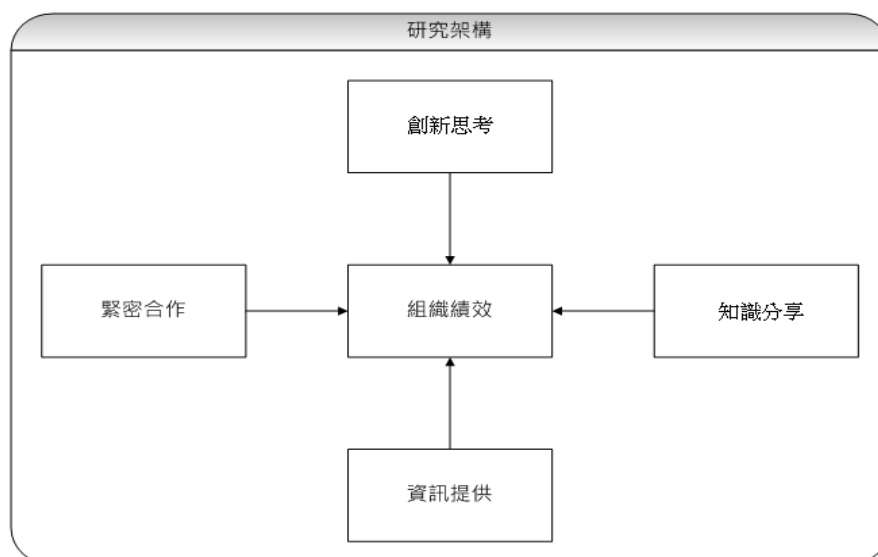 研究架構
創新思考
緊密合作
組織績效
知識分享
資訊提供